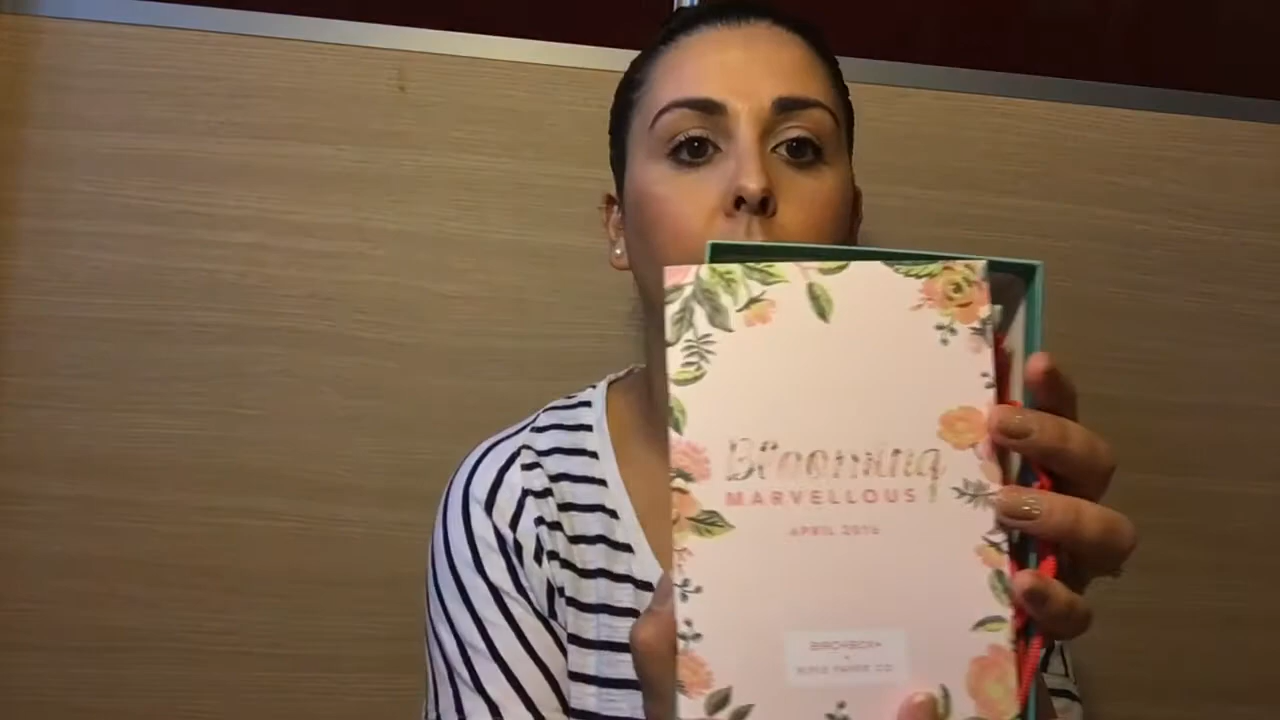 Blooming
MARVELLOUS
APRIL 2016
BIRCHBOX
+
RIFLE PAPER CO